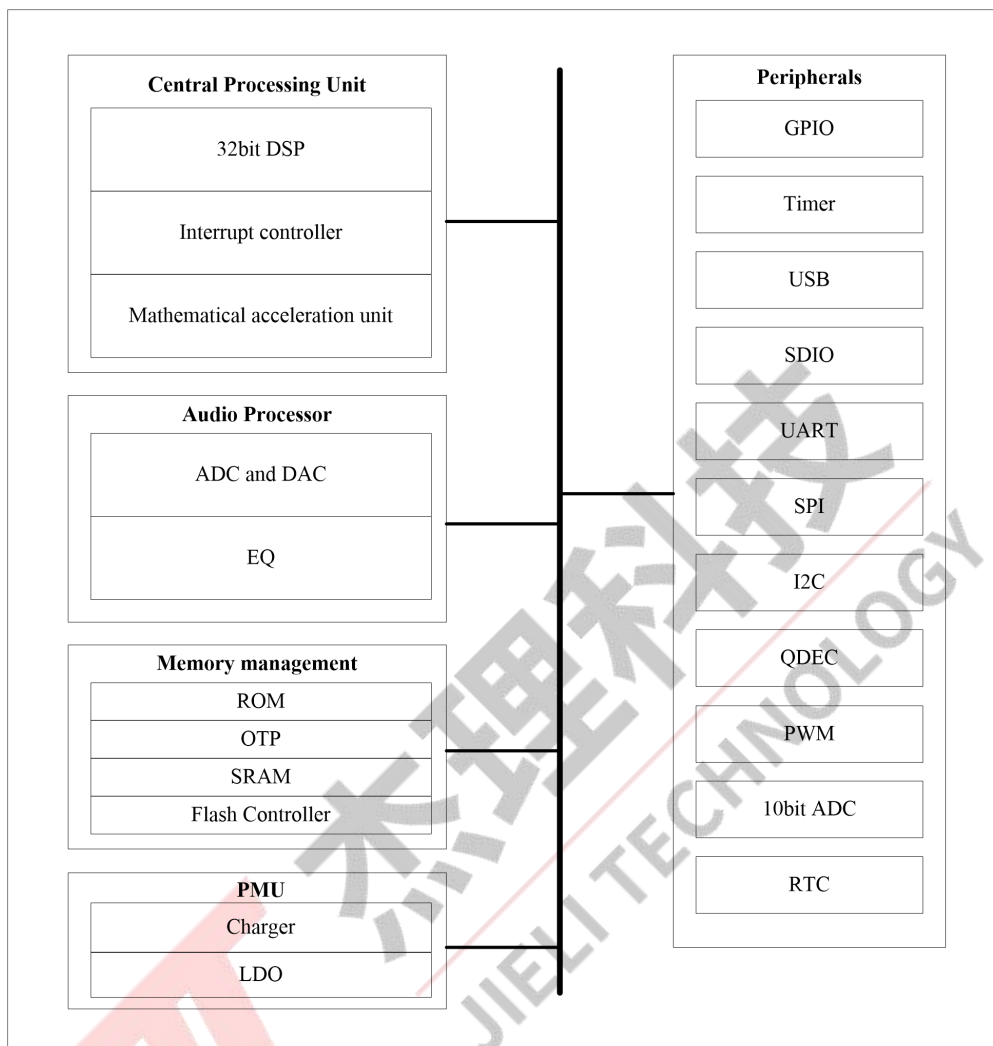 Central Processing Unit
32bit DSP
Interrupt controller
Mathematical acceleration unit
Audio Processor
ADC and DAC
EQ
Memory management
ROM
OTP
SRAM
Flash Controller
PMU
Charger
LDO
Peripherals
GPIO
Timer
USB
SDIO
UART
SPI
I2C
QDEC
PWM
10bit ADC
RTC
杰理科技
JIELI TECHNOLOGY